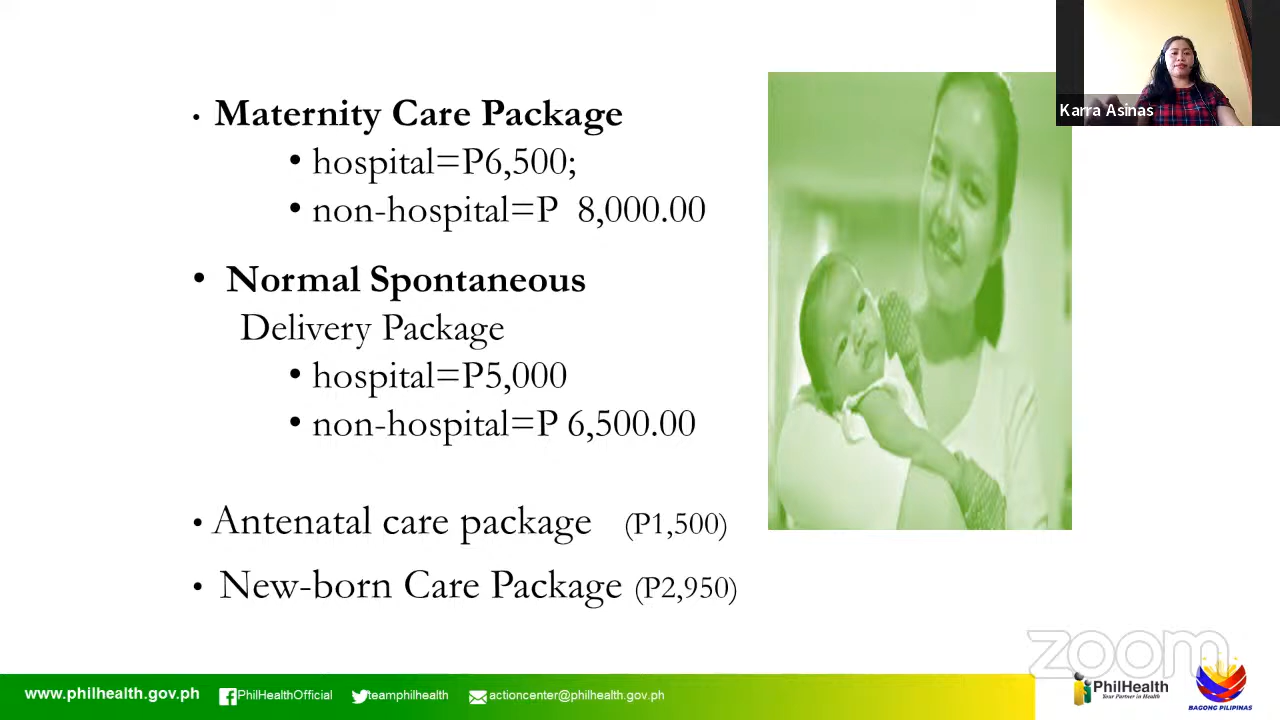 Karra Asinas
• Maternity Care Package
• hospital=P6,500;
• non-hospital=P 8,000.00
• Normal Spontaneous
Delivery Package
• hospital=P5,000
• non-hospital=P 6,500.00
• Antenatal care package (P1,500)
• New-born Care Package (P2,950)
zoom
www.philhealth.gov.ph PhilHealthOfficial teamphilhealth actioncenter@philhealth.gov.ph
PhilHealth
Your Partner in Health
BAGONG PILIPINAS